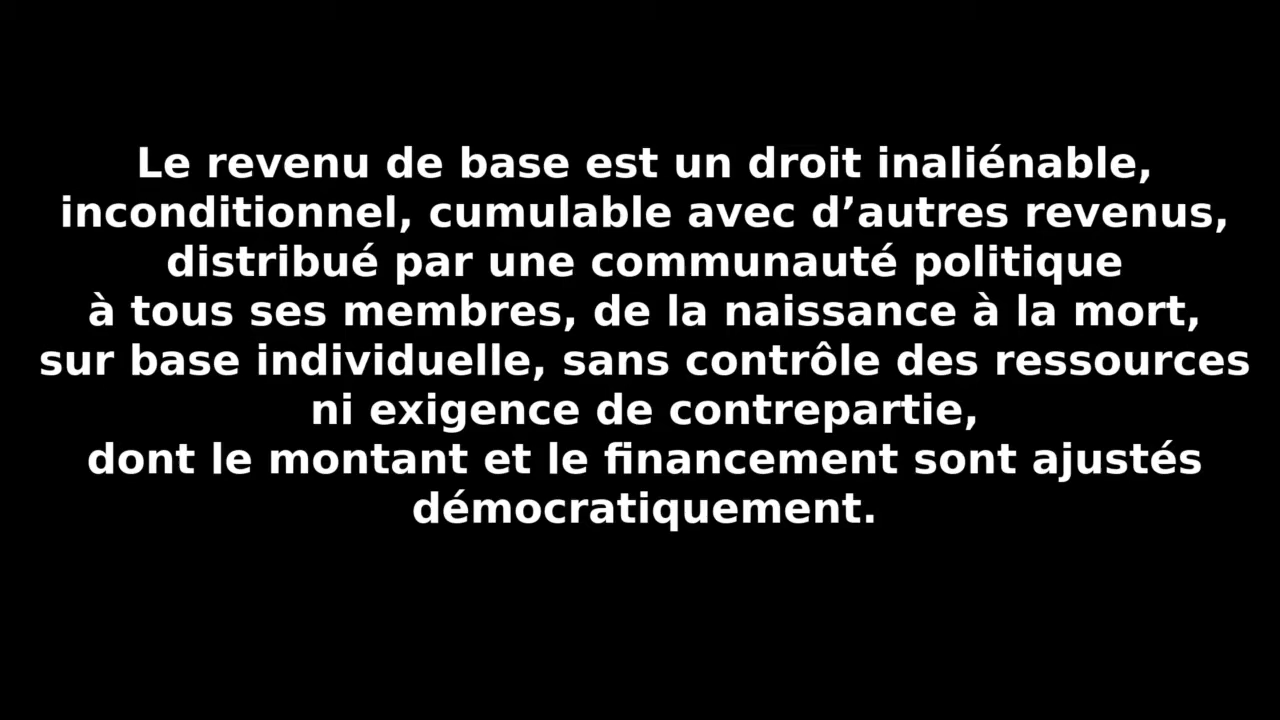 Le revenu de base est un droit inaliénable,
inconditionnel, cumulable avec d’autres revenus,
distribué par une communauté politique
à tous ses membres, de la naissance à la mort,
sur base individuelle, sans contrôle des ressources
ni exigence de contrepartie,
dont le montant et le financement sont ajustés
démocratiquement.